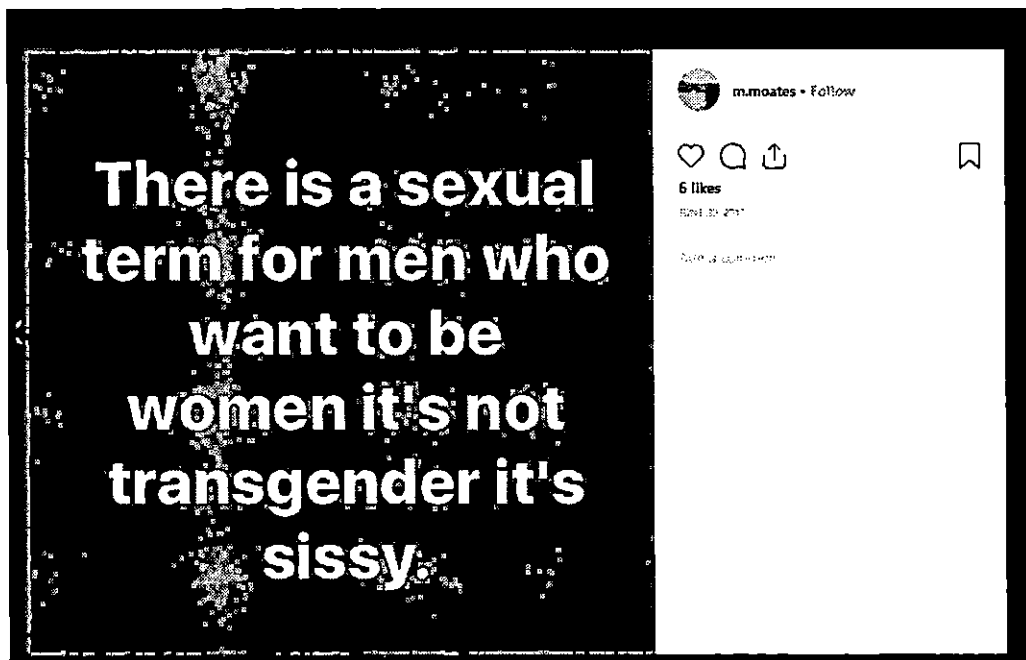 There is a sexual
term for men who
want to be
women it's not
transgender it's
sissy.
m.moates • Follow
6 likes